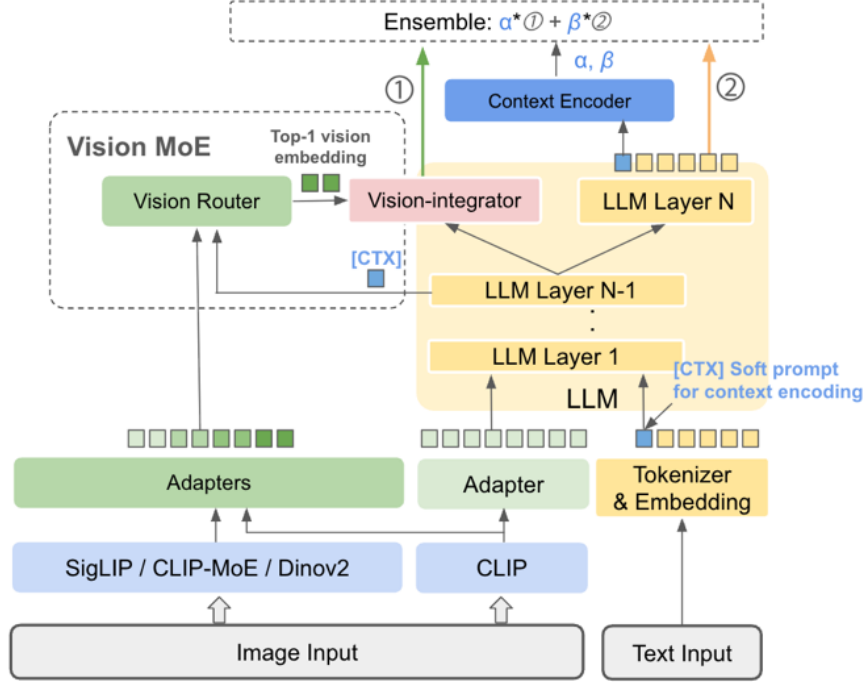 Ensemble: α*① + β*②
α, β
①
②
Context Encoder
Vision MoE
Top-1 vision
embedding
Vision Router
Vision-integrator
LLM Layer N
[CTX]
LLM Layer N-1
LLM Layer 1
[CTX] Soft prompt
for context encoding
LLM
Adapters
Adapter
Tokenizer
& Embedding
SigLIP / CLIP-MoE / Dinov2
CLIP
Image Input
Text Input